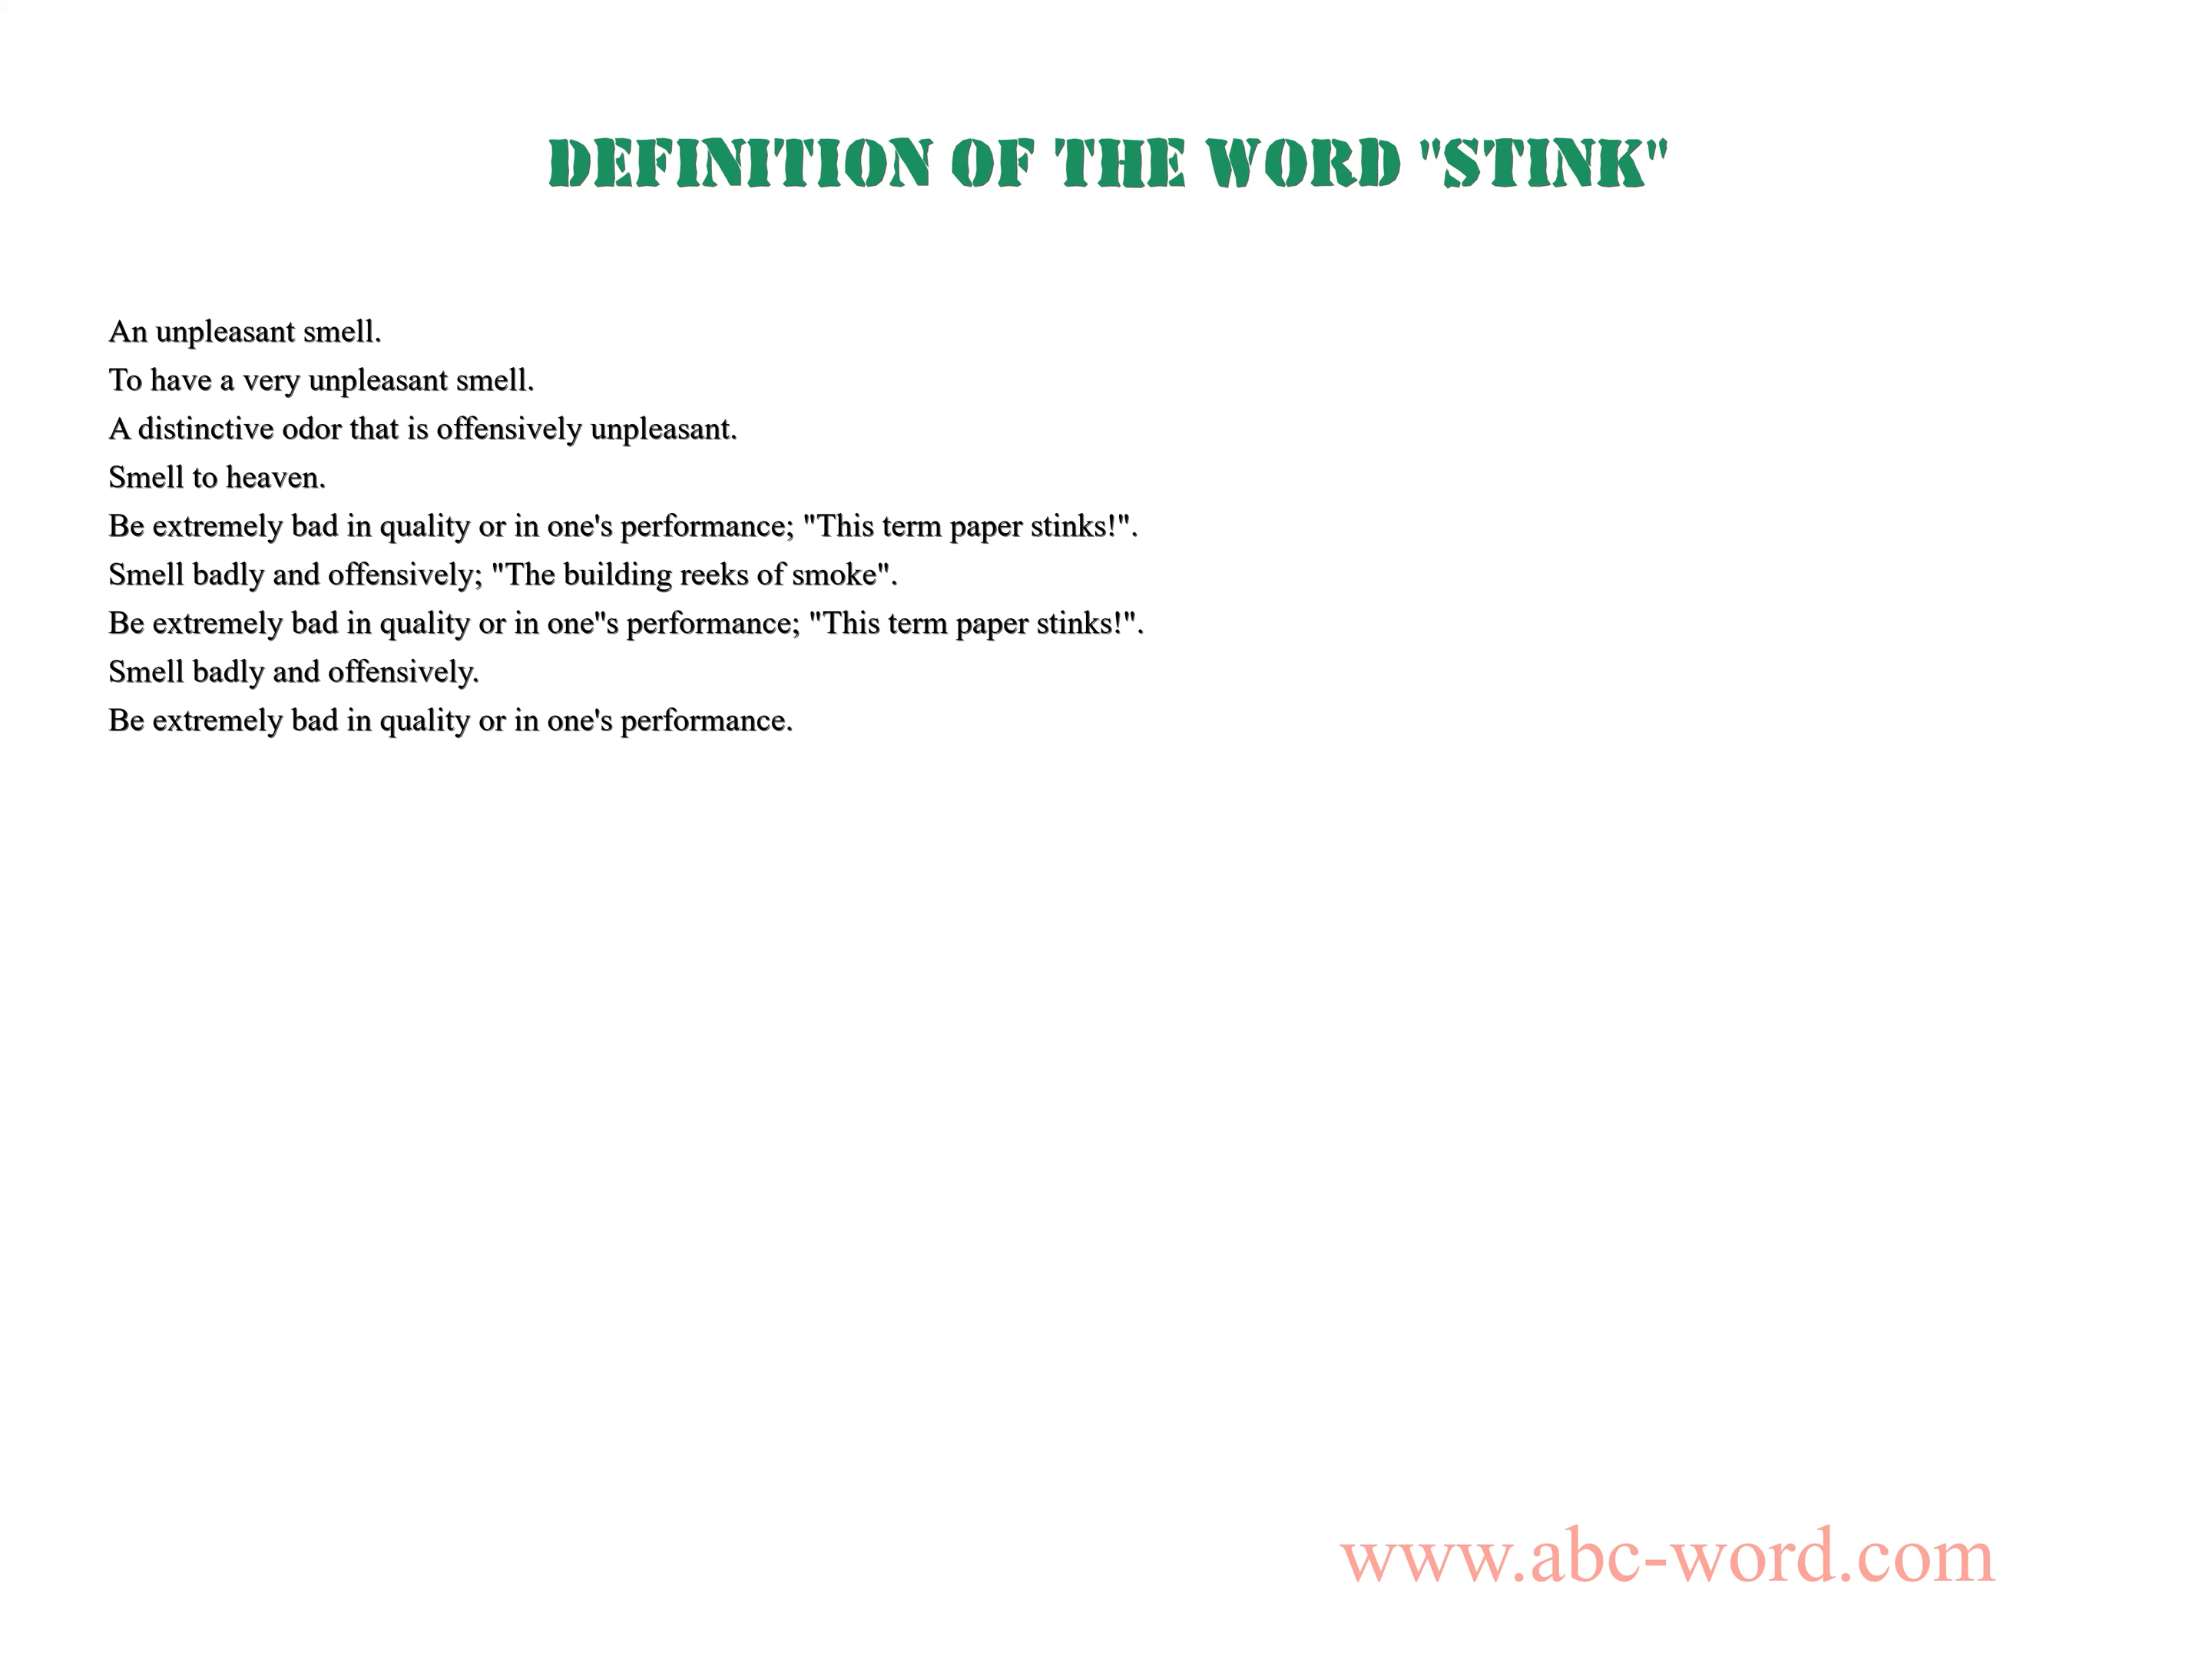 DEFINITION OF THE WORD "STINK"
An unpleasant smell.
To have a very unpleasant smell.
A distinctive odor that is offensively unpleasant.
Smell to heaven.
Be extremely bad in quality or in one's performance; "This term paper stinks!".
Smell badly and offensively; "The building reeks of smoke".
Be extremely bad in quality or in one''s performance; "This term paper stinks!".
Smell badly and offensively.
Be extremely bad in quality or in one's performance.
www.abc-word.com